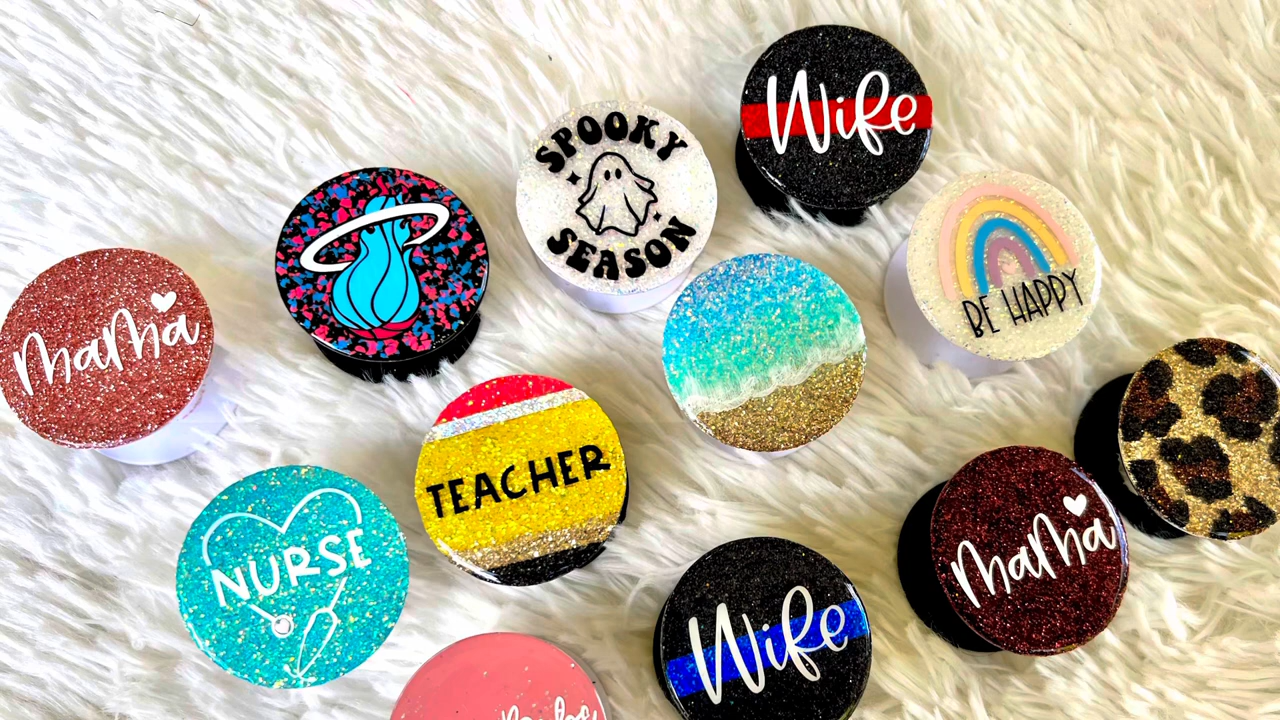 Wife
SPOOKY
SEASON
BE HAPPY
MaMa
TEACHER
NURSE
MaMa
Wife